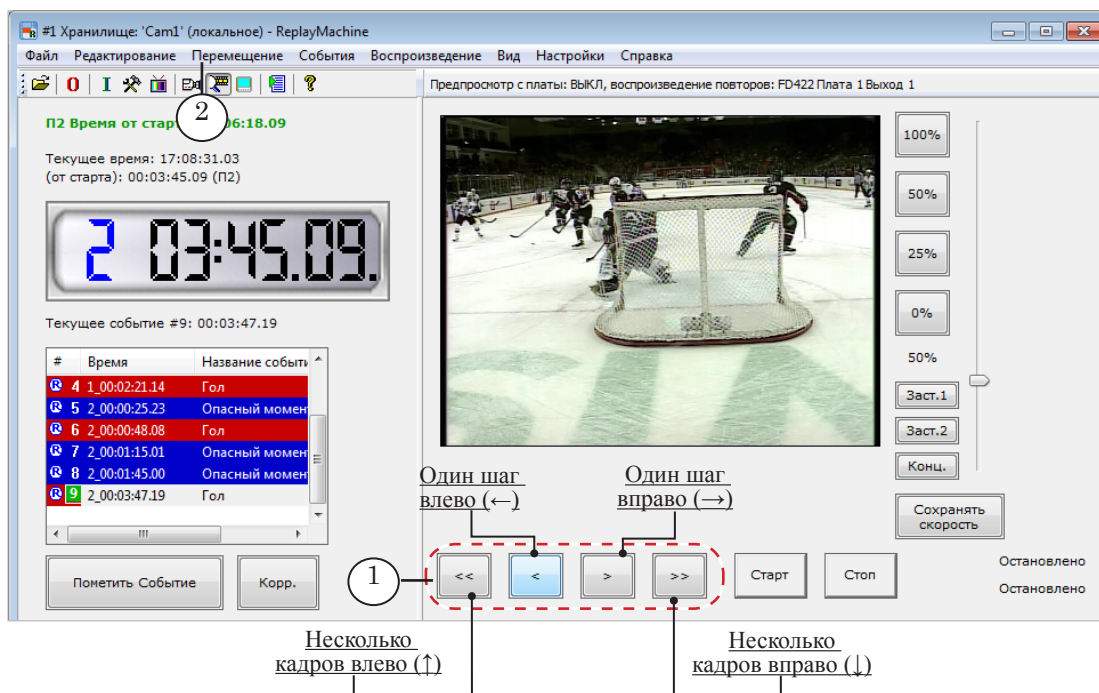 #1 Хранилище: 'Cam1' (локальное) - ReplayMachine
Файл Редактирование Перемещение События Воспроизведение Вид Настройки Справка
Предпросмотр с платы: ВЫКЛ, воспроизведение повторов: FD422 Плата 1 Выход 1
2
П2 Время от стар 06:18.09
Текущее время: 17:08:31.03
(от старта): 00:03:45.09 (П2)
2 03:45.09.
Текущее событие #9: 00:03:47.19
# Время Название событи
R 4 1_00:02:21.14 Гол
R 5 2_00:00:25.23 Опасный момен
R 6 2_00:00:48.08 Гол
R 7 2_00:01:15.01 Опасный момен
R 8 2_00:01:45.00 Опасный момен
R 9 2_00:03:47.19 Гол
Пометить Событие Корр.
100%
50%
25%
0%
50%
Заст.1
Заст.2
Конц.
Сохранять
скорость
Один шаг
влево (←)
Один шаг
вправо (→)
1
<< < > >> Старт Стоп
Остановлено
Остановлено
Несколько
кадров влево (↑)
Несколько
кадров вправо (↓)